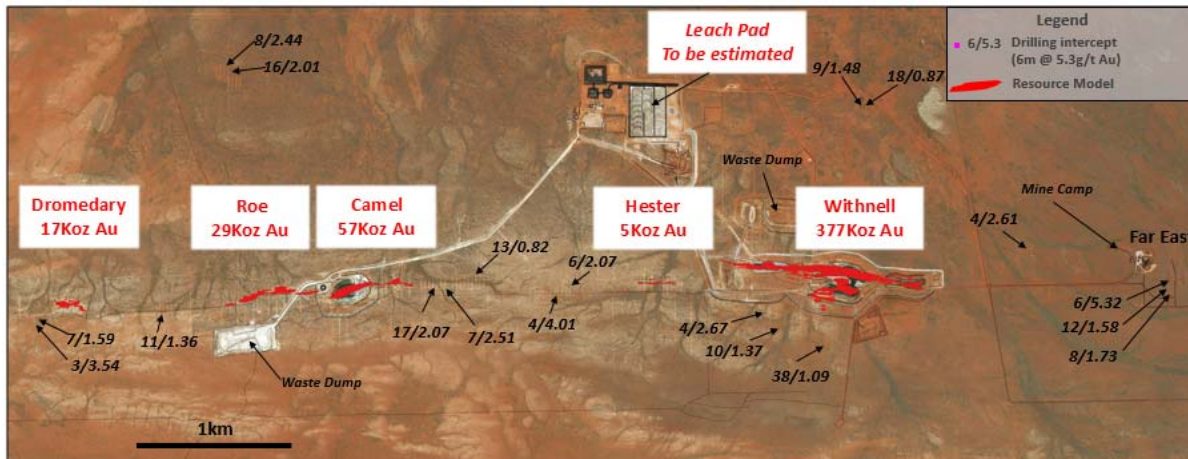 8/2.44
16/2.01
Leach Pad
To be estimated
9/1.48
18/0.87
Legend
6/5.3 Drilling intercept
(6m @ 5.3g/t Au)
Resource Model
Waste Dump
Dromedary
17Koz Au
Roe
29Koz Au
Camel
57Koz Au
Hester
5Koz Au
Withnell
377Koz Au
Mine Camp
4/2.61
Far East
13/0.82
6/2.07
7/1.59
3/3.54
11/1.36
17/2.07
7/2.51
4/4.01
4/2.67
10/1.37
38/1.09
6/5.32
12/1.58
8/1.73
Waste Dump
1km